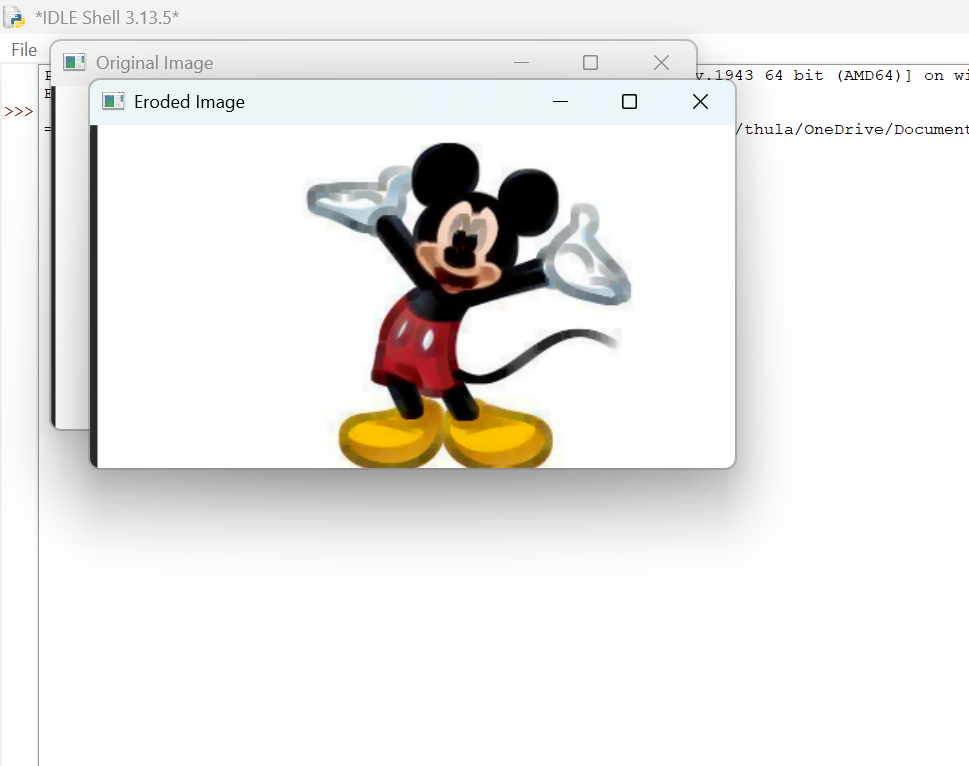 *IDLE Shell 3.13.5*
File
Original Image
v.1943 64 bit (AMD64)] on wi
Eroded Image
>>>
/thula/OneDrive/Document